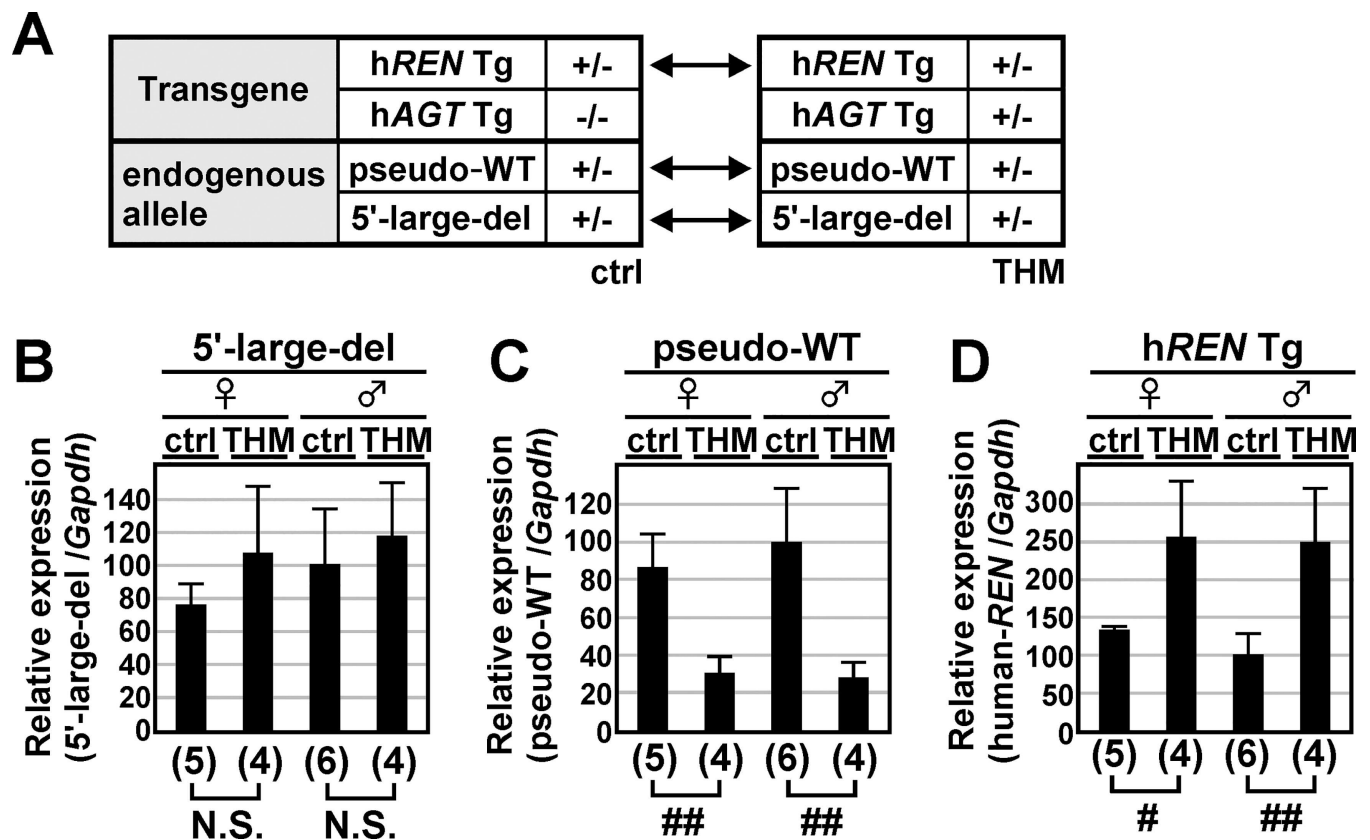 A
Transgene hREN Tg +/- hREN Tg +/-
hAGT Tg -/- hAGT Tg +/-
endogenous allele pseudo-WT +/- pseudo-WT +/-
5'-large-del +/- 5'-large-del +/-
ctrl THM
B
5'-large-del
♀ ♂
ctrl THM ctrl THM
Relative expression
(5'-large-del /Gapdh)
140
120
100
80
60
40
20
0
(5) (4) (6) (4)
N.S. N.S.
C
pseudo-WT
♀ ♂
ctrl THM ctrl THM
Relative expression
(pseudo-WT /Gapdh)
120
100
80
60
40
20
0
(5) (4) (6) (4)
## ##
D
hREN Tg
♀ ♂
ctrl THM ctrl THM
Relative expression
(human-REN /Gapdh)
300
250
200
150
100
50
0
(5) (4) (6) (4)
# ##